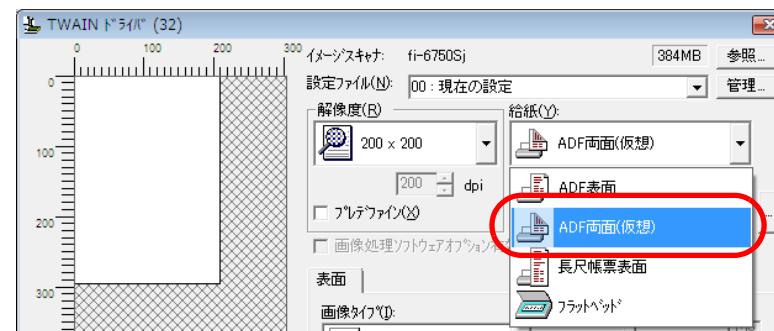 TWAIN ﾄﾞﾗｲﾊﾞ (32)
0 100 200 300
0
100
200
300
ｲﾒｰｼﾞｽｷｬﾅ: fi-6750Sj 384MB 参照...
設定ﾌｧｲﾙ(N): 00 : 現在の設定 管理...
解像度(R)
200 × 200
200 dpi
ﾌﾟﾚﾃﾞﾌｧｲﾝ(X)
画像処理ｿﾌﾄｳｪｱｵﾌﾟｼｮﾝ
給紙(Y):
ADF両面(仮想)
ADF表面
ADF両面(仮想)
長尺帳票表面
ﾌﾗｯﾄﾍﾞｯﾄﾞ
表面
画像ﾀｲﾌﾟ(I):